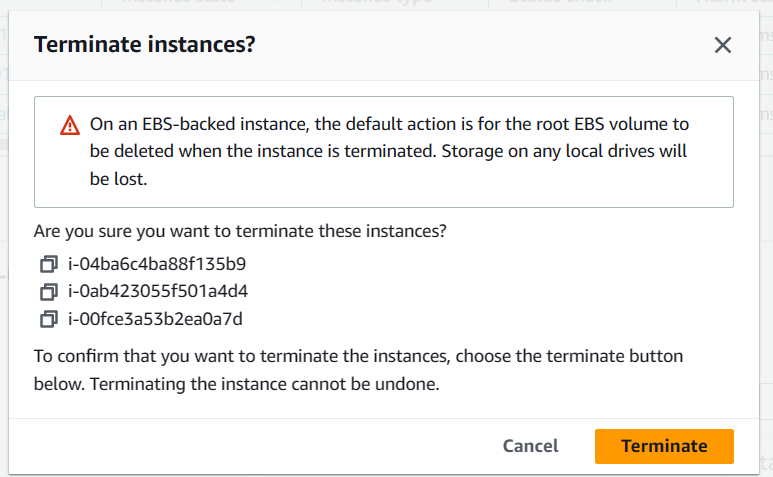 Terminate instances?
On an EBS-backed instance, the default action is for the root EBS volume to
be deleted when the instance is terminated. Storage on any local drives will
be lost.
Are you sure you want to terminate these instances?
i-04ba6c4ba88f135b9
i-0ab423055f501a4d4
i-00fce3a53b2ea0a7d
To confirm that you want to terminate the instances, choose the terminate button
below. Terminating the instance cannot be undone.
Cancel
Terminate